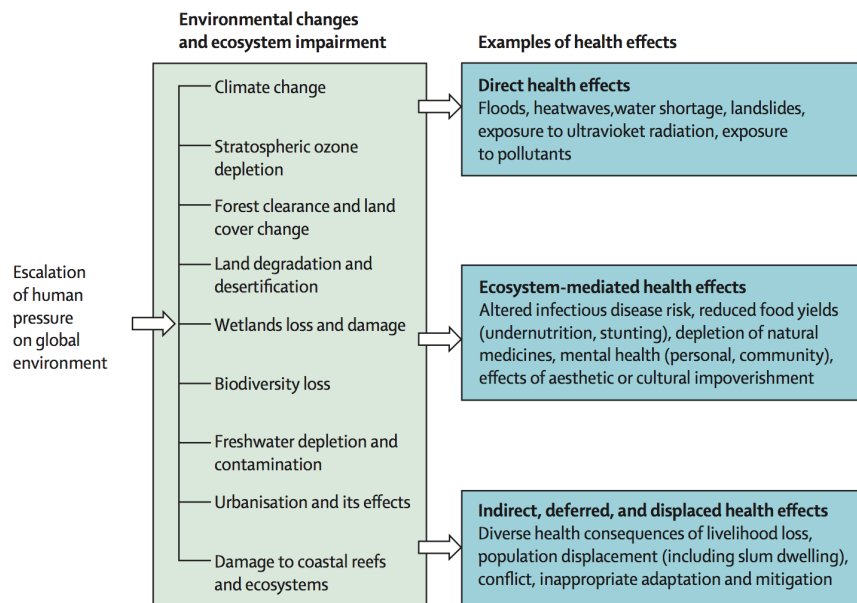 Environmental changes
and ecosystem impairment
Examples of health effects
Escalation
of human
pressure
on global
environment
Climate change
Stratospheric ozone
depletion
Forest clearance and land
cover change
Land degradation and
desertification
Wetlands loss and damage
Biodiversity loss
Freshwater depletion and
contamination
Urbanisation and its effects
Damage to coastal reefs
and ecosystems
Direct health effects
Floods, heatwaves,water shortage, landslides,
exposure to ultravioket radiation, exposure
to pollutants
Ecosystem-mediated health effects
Altered infectious disease risk, reduced food yields
(undernutrition, stunting), depletion of natural
medicines, mental health (personal, community),
effects of aesthetic or cultural impoverishment
Indirect, deferred, and displaced health effects
Diverse health consequences of livelihood loss,
population displacement (including slum dwelling),
conflict, inappropriate adaptation and mitigation